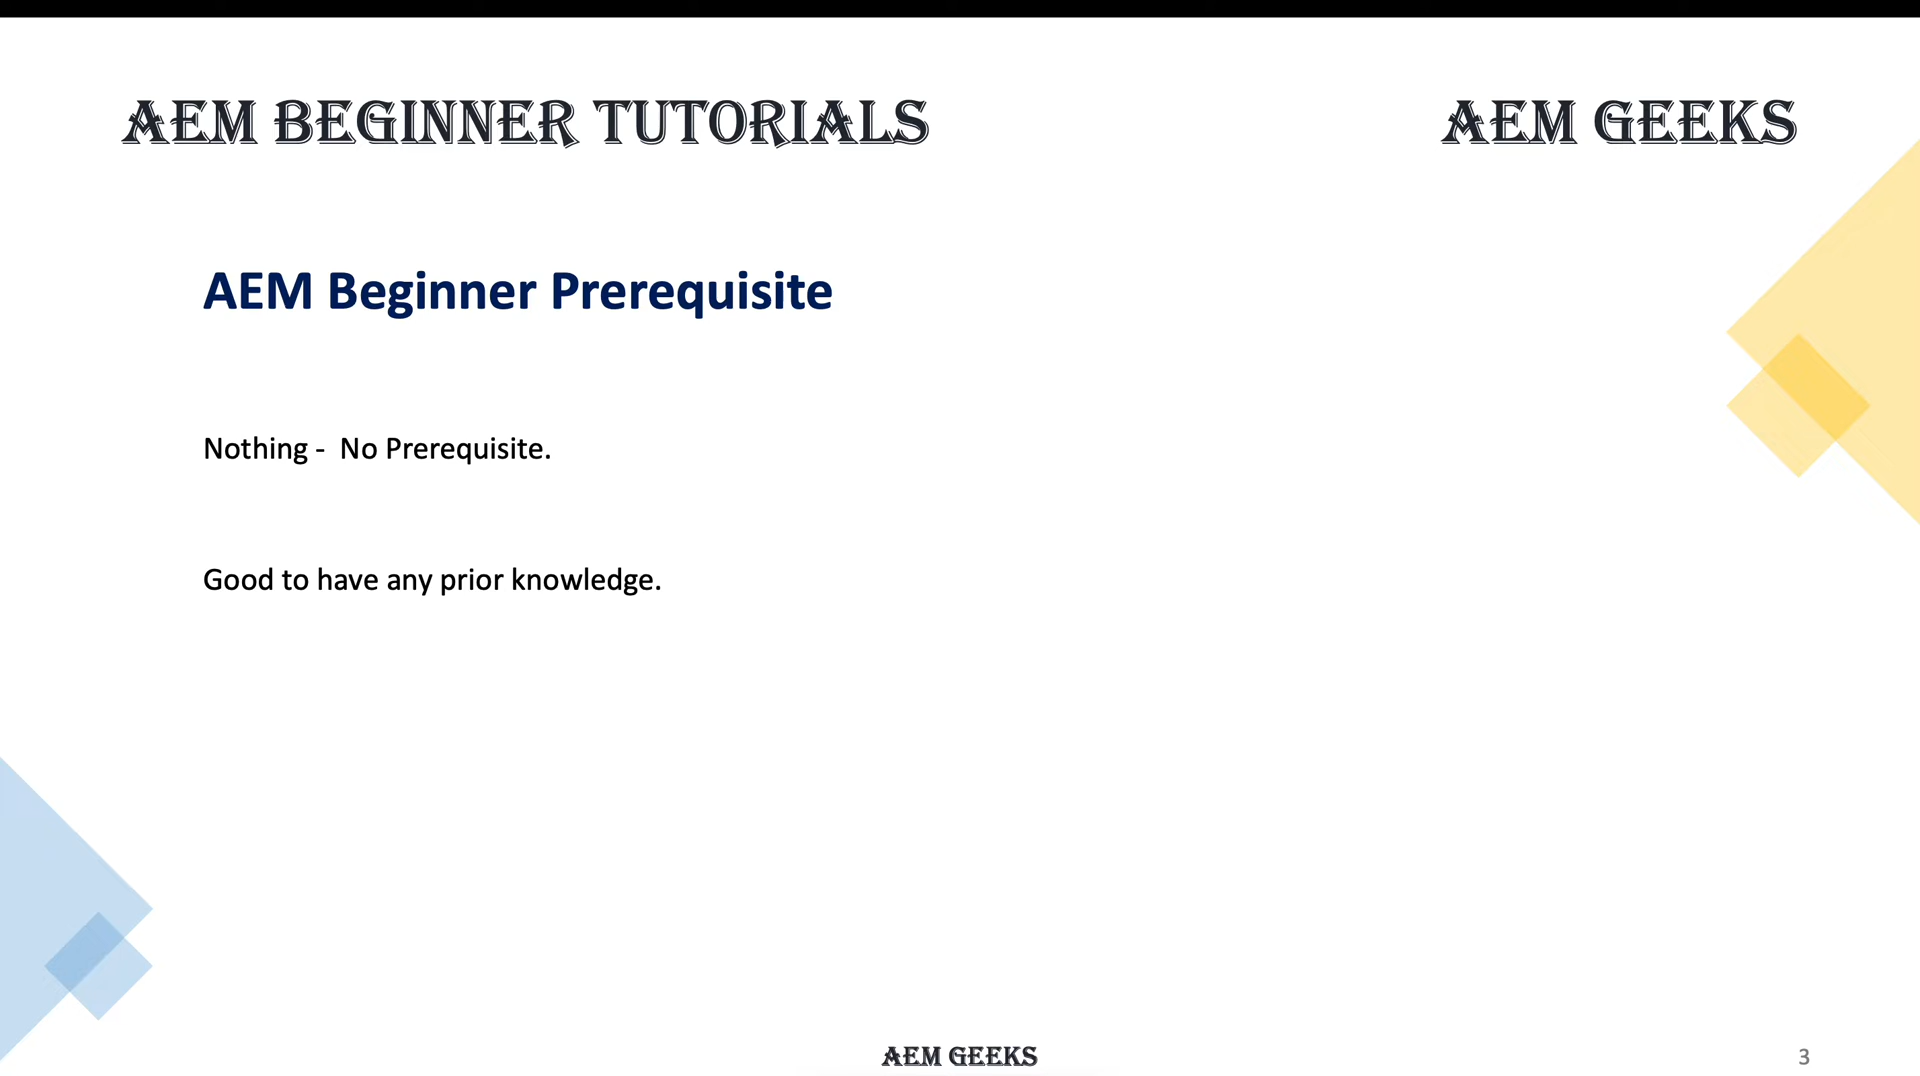 AEM BEGINNER TUTORIALS
AEM GEEKS
AEM Beginner Prerequisite
Nothing -  No Prerequisite.
Good to have any prior knowledge.
AEM GEEKS
3